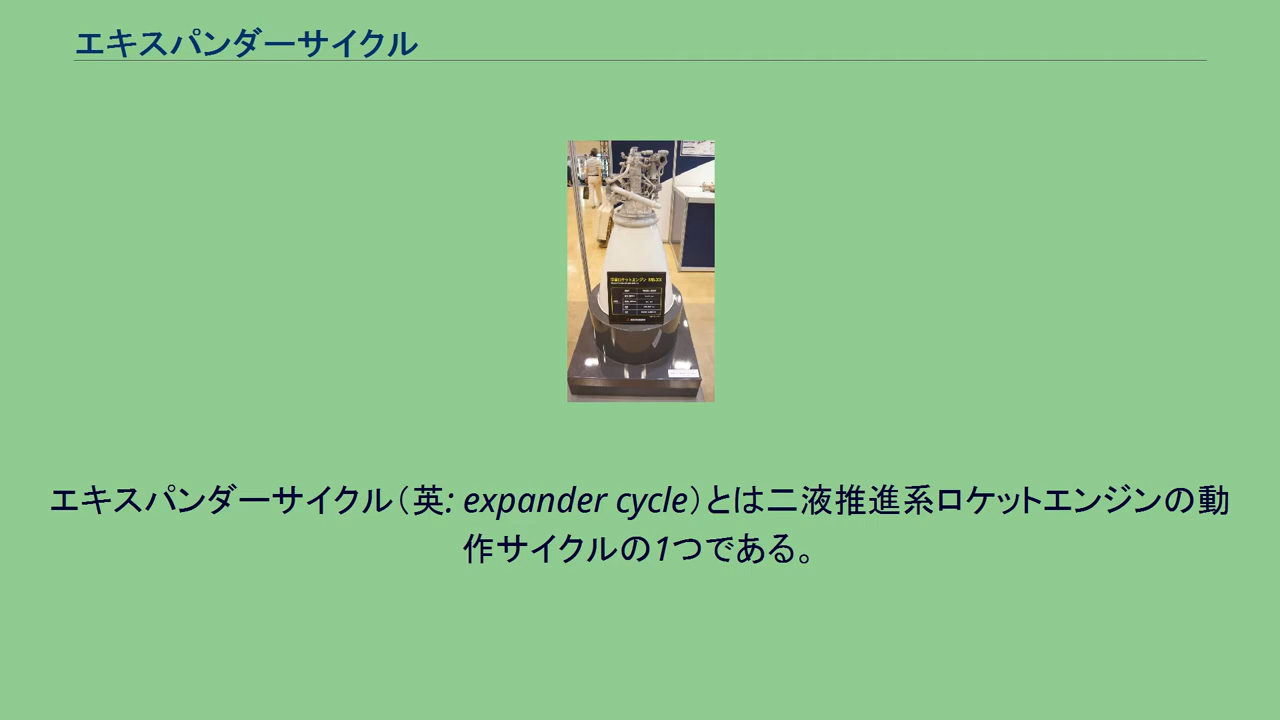 エキスパンダーサイクル
エキスパンダーサイクル（英: expander cycle）とは二液推進系ロケットエンジンの動
作サイクルの1つである。